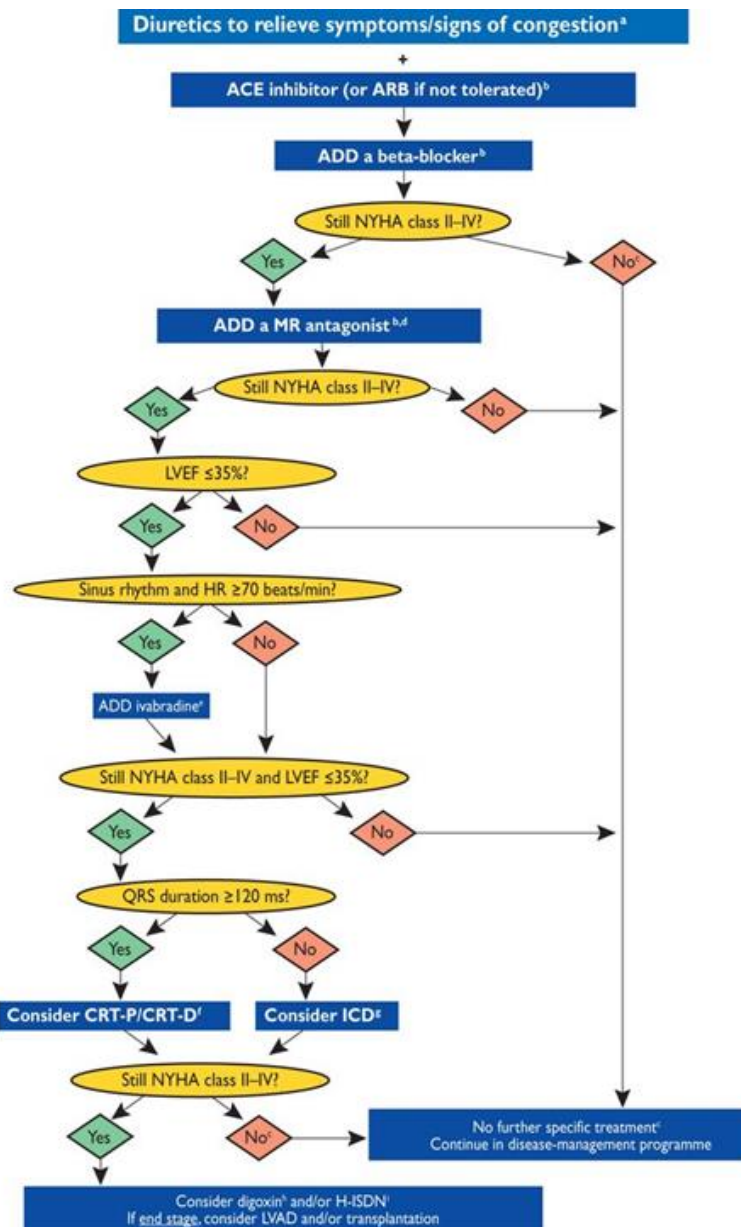 Diuretics to relieve symptoms/signs of congestionᵃ
+
ACE inhibitor (or ARB if not tolerated)ᵇ
ADD a beta-blockerᵇ
Still NYHA class II–IV?
Yes
Noᶜ
ADD a MR antagonistᵇ,ᵈ
Still NYHA class II–IV?
Yes
No
LVEF ≤35%?
Yes
No
Sinus rhythm and HR ≥70 beats/min?
Yes
No
ADD ivabradineᵉ
Still NYHA class II–IV and LVEF ≤35%?
Yes
No
QRS duration ≥120 ms?
Yes
No
Consider CRT-P/CRT-Dᶠ
Consider ICDᵍ
Still NYHA class II–IV?
Yes
Noᶜ
No further specific treatmentᶜ
Continue in disease-management programme
Consider digoxinʰ and/or H-ISDNⁱ
If end stage, consider LVAD and/or transplantation